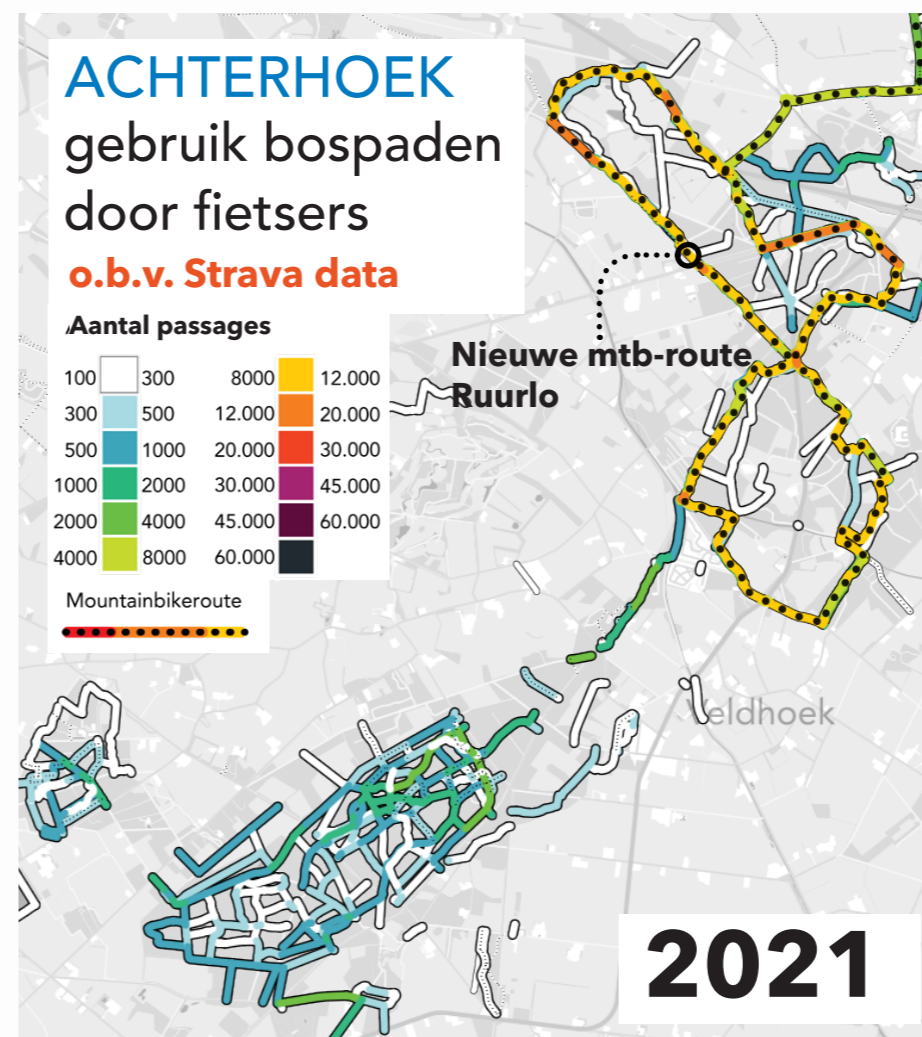 ACHTERHOEK
gebruik bospaden
door fietsers
o.b.v. Strava data
Aantal passages
100 300
300 500
500 1000
1000 2000
2000 4000
4000 8000
8000 12.000
12.000 20.000
20.000 30.000
30.000 45.000
45.000 60.000
60.000
Mountainbikeroute
Nieuwe mtb-route
Ruurlo
Veldhoek
2021